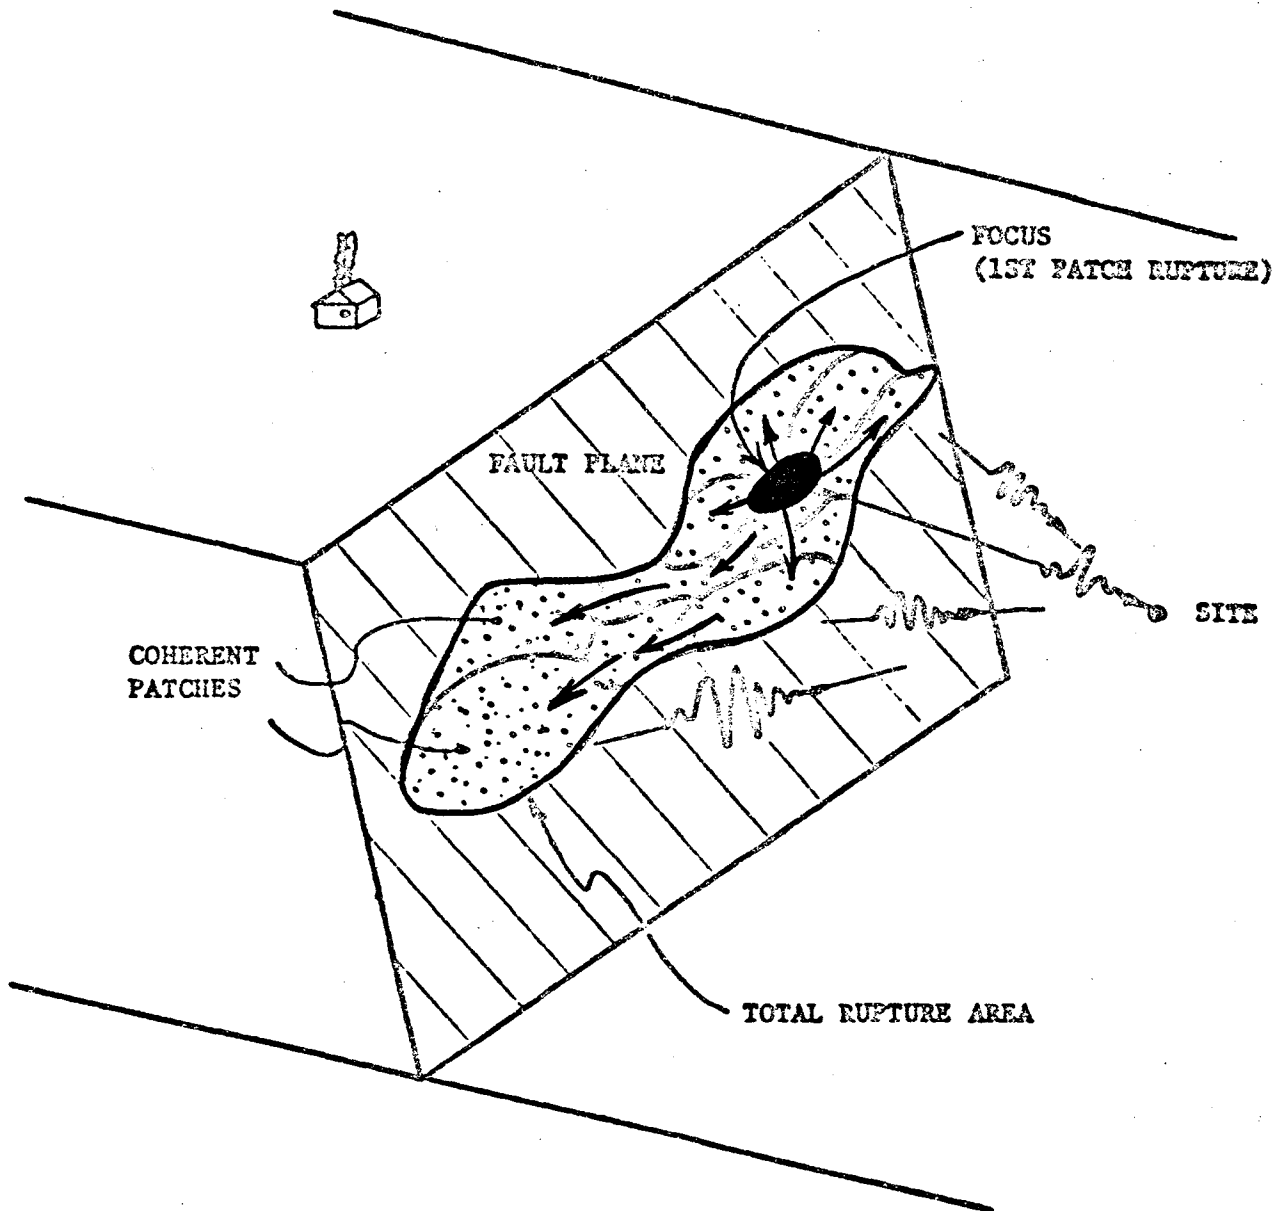 FOCUS
(1ST PATCH RUPTURE)
FAULT PLANE
SITE
COHERENT
PATCHES
TOTAL RUPTURE AREA